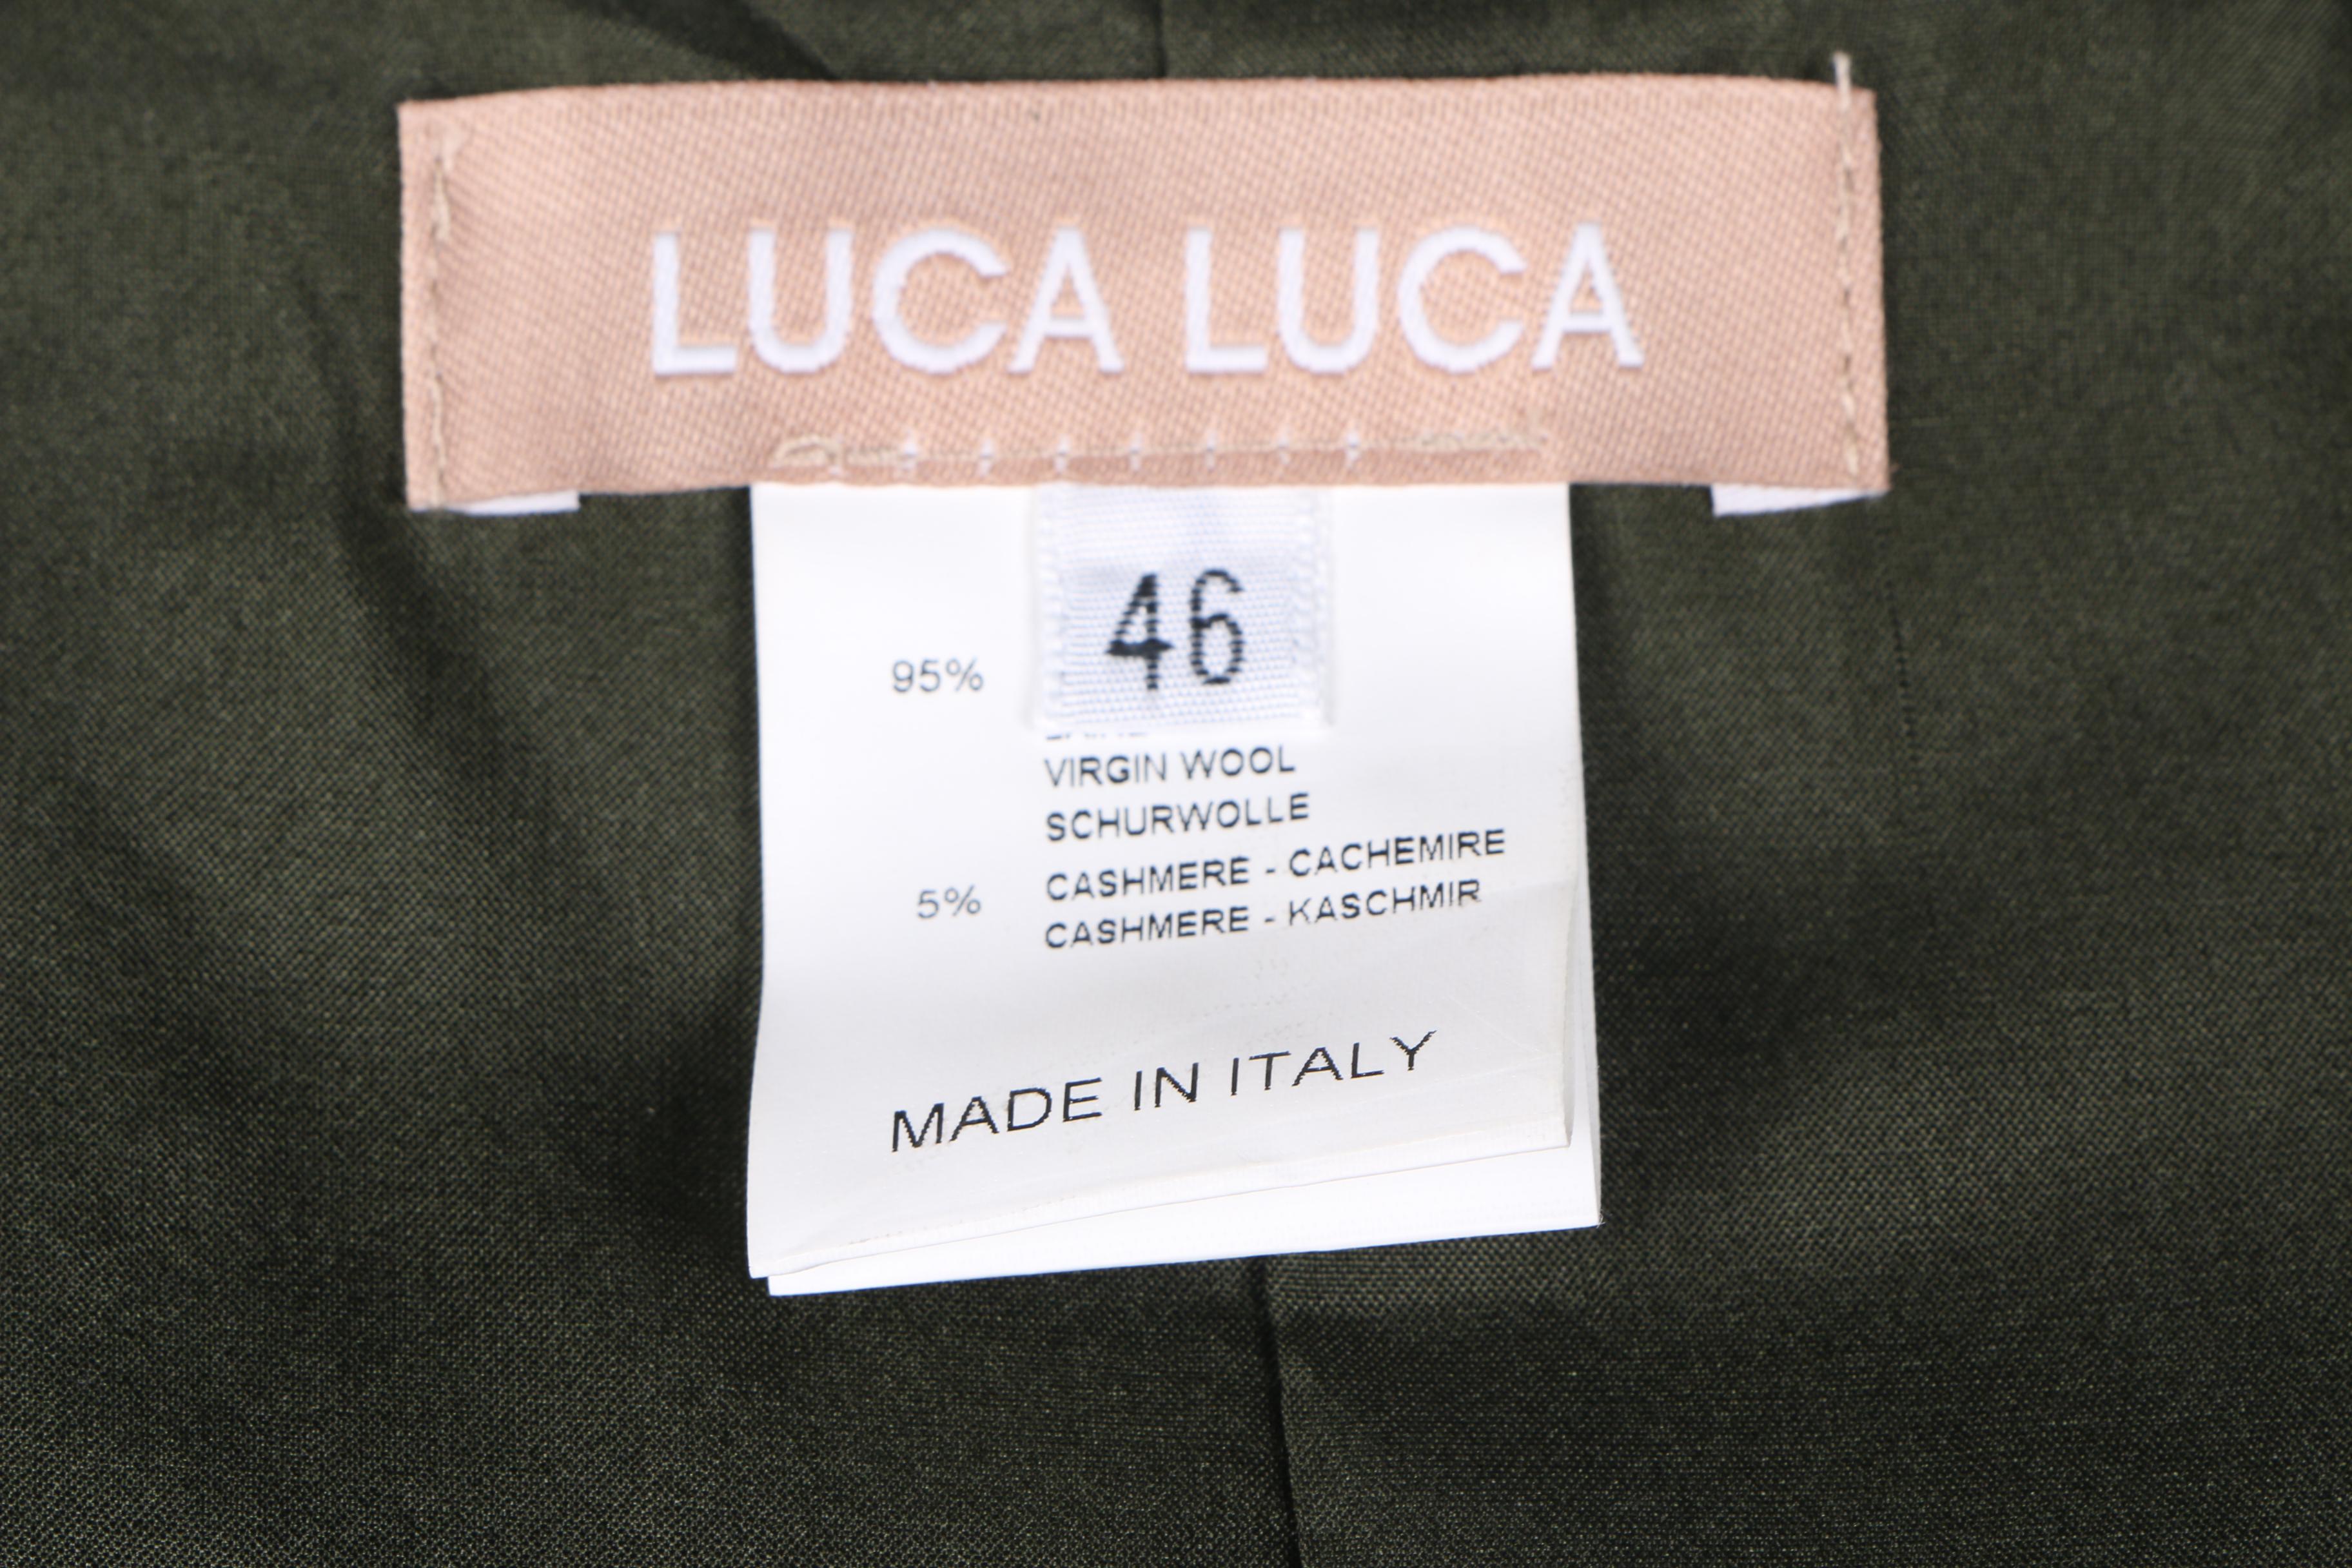 LUCA LUCA
46
95%
VIRGIN WOOL
SCHURWOLLE
5% CASHMERE - CACHEMIRE
CASHMERE - KASCHMIR
MADE IN ITALY